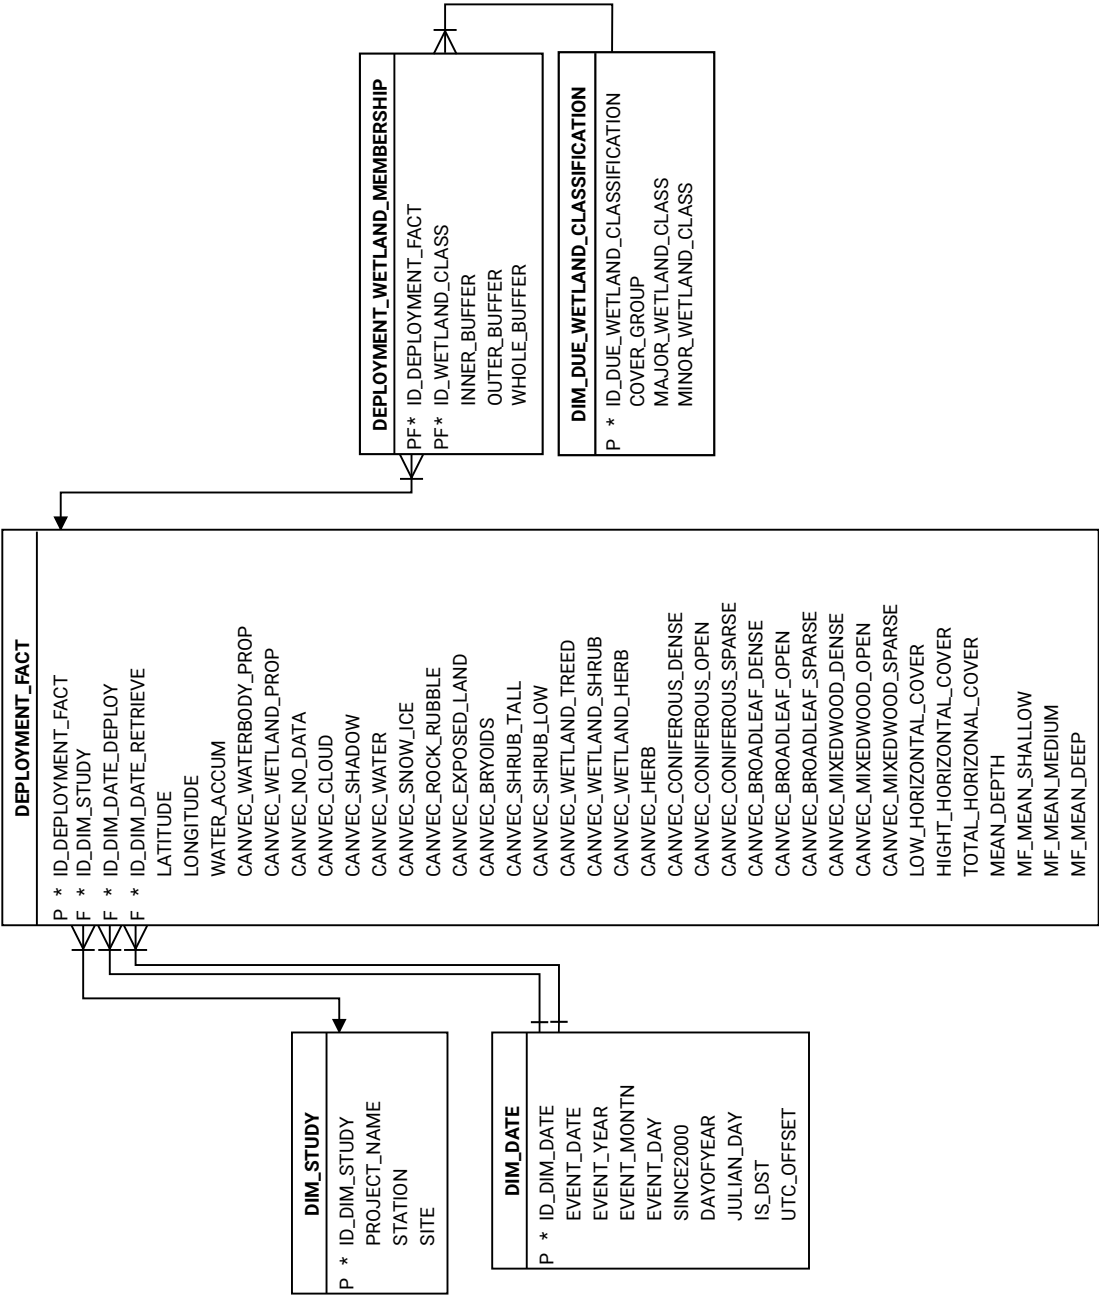 DIM_STUDY
P * ID_DIM_STUDY
PROJECT_NAME
STATION
SITE
DIM_DATE
P * ID_DIM_DATE
EVENT_DATE
EVENT_YEAR
EVENT_MONTN
EVENT_DAY
SINCE2000
DAYOFYEAR
JULIAN_DAY
IS_DST
UTC_OFFSET
DEPLOYMENT_FACT
P * ID_DEPLOYMENT_FACT
F * ID_DIM_STUDY
F * ID_DIM_DATE_DEPLOY
F * ID_DIM_DATE_RETRIEVE
LATITUDE
LONGITUDE
WATER_ACCUM
CANVEC_WATERBODY_PROP
CANVEC_WETLAND_PROP
CANVEC_NO_DATA
CANVEC_CLOUD
CANVEC_SHADOW
CANVEC_WATER
CANVEC_SNOW_ICE
CANVEC_ROCK_RUBBLE
CANVEC_EXPOSED_LAND
CANVEC_BRYOIDS
CANVEC_SHRUB_TALL
CANVEC_SHRUB_LOW
CANVEC_WETLAND_TREED
CANVEC_WETLAND_SHRUB
CANVEC_WETLAND_HERB
CANVEC_HERB
CANVEC_CONIFEROUS_DENSE
CANVEC_CONIFEROUS_OPEN
CANVEC_CONIFEROUS_SPARSE
CANVEC_BROADLEAF_DENSE
CANVEC_BROADLEAF_OPEN
CANVEC_BROADLEAF_SPARSE
CANVEC_MIXEDWOOD_DENSE
CANVEC_MIXEDWOOD_OPEN
CANVEC_MIXEDWOOD_SPARSE
LOW_HORIZONTAL_COVER
HIGHT_HORIZONTAL_COVER
TOTAL_HORIZONAL_COVER
MEAN_DEPTH
MF_MEAN_SHALLOW
MF_MEAN_MEDIUM
MF_MEAN_DEEP
DEPLOYMENT_WETLAND_MEMBERSHIP
PF* ID_DEPLOYMENT_FACT
PF* ID_WETLAND_CLASS
INNER_BUFFER
OUTER_BUFFER
WHOLE_BUFFER
DIM_DUE_WETLAND_CLASSIFICATION
P * ID_DUE_WETLAND_CLASSIFICATION
COVER_GROUP
MAJOR_WETLAND_CLASS
MINOR_WETLAND_CLASS